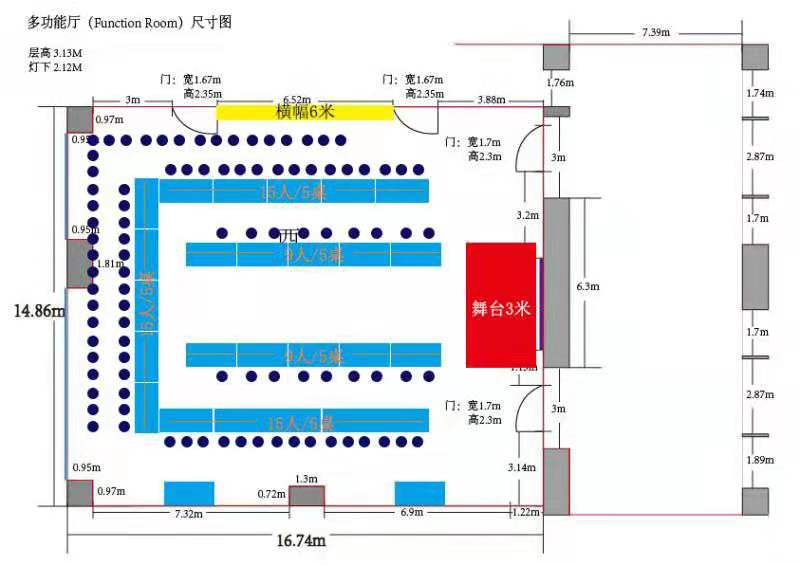 多功能厅（Function Room）尺寸图
层高 3.13M
灯下 2.12M
7.39m
门：宽1.67m
高2.35m
门：宽1.67m
高2.35m
1.76m
1.74m
3m
6.52m
3.88m
横幅6米
0.97m
0.95
门：宽1.7m
高2.3m
3m
2.87m
15人/5桌
3.2m
1.7m
西
0.95m
9人/5桌
1.81m
15人/5桌
6.3m
14.86m
舞台3米
1.7m
9人/5桌
1.15m
2.87m
门：宽1.7m
高2.3m
3m
15人/5桌
0.95m
3.14m
1.89m
1.3m
0.97m
0.72m
7.32m
6.9m
1.22m
16.74m